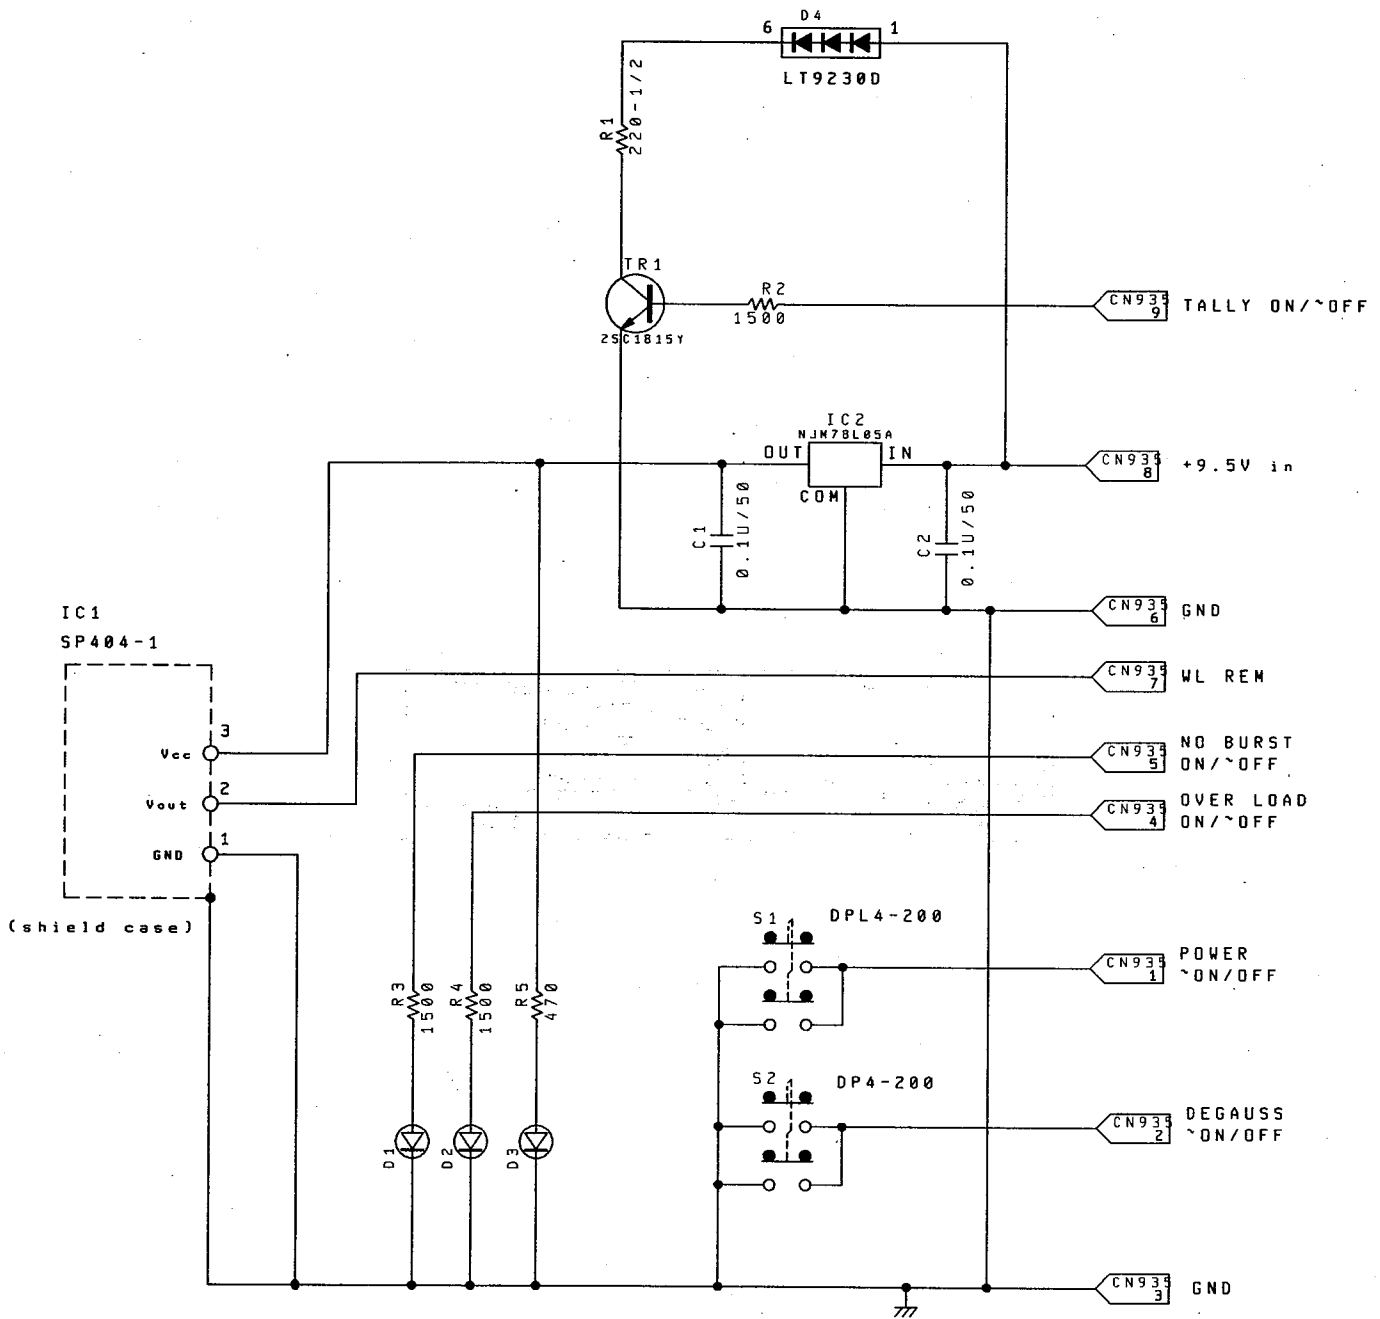 D4
6
1
LT9230D
R1
220-1/2
TR1
2SC1815Y
R2
1500
CN935
9
TALLY ON/~OFF
IC2
NJM78L05A
OUT
IN
COM
CN935
8
+9.5V in
C1
0.1U/50
C2
0.1U/50
CN935
6
GND
IC1
SP404-1
CN935
7
WL REM
3
Vcc
2
Vout
1
GND
(shield case)
CN935
5
NO BURST
ON/~OFF
CN935
4
OVER LOAD
ON/~OFF
S1
DPL4-200
CN935
1
POWER
~ON/OFF
R3
1500
R4
1500
R5
470
S2
DP4-200
CN935
2
DEGAUSS
~ON/OFF
D1
D2
D3
CN935
3
GND